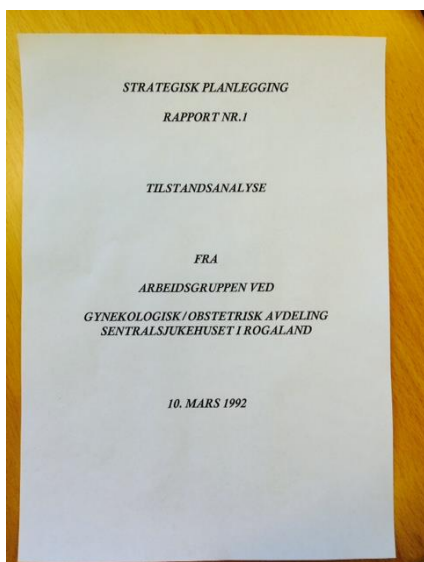 STRATEGISK PLANLEGGING
RAPPORT NR.1
TILSTANDSANALYSE
FRA
ARBEIDSGRUPPEN VED
GYNEKOLOGISK / OBSTETRISK AVDELING
SENTRALSJUKEHUSET I ROGALAND
10. MARS 1992